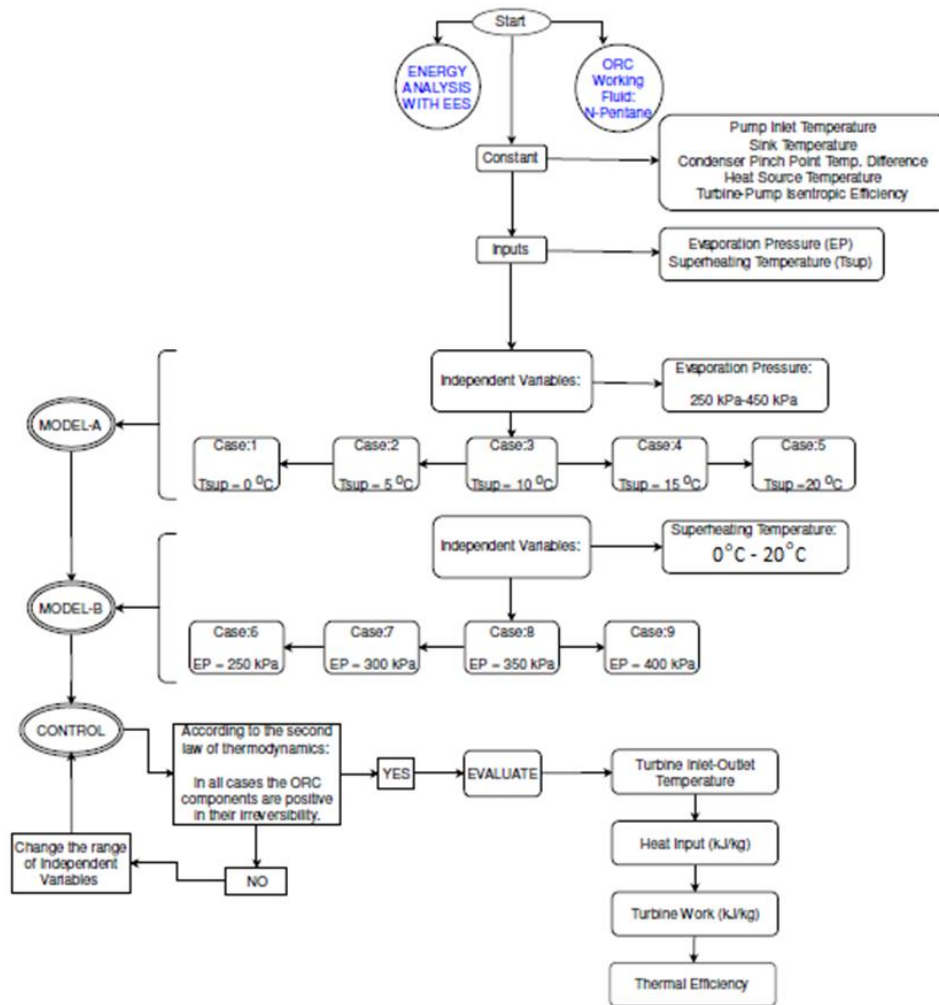 Start
ENERGY
ANALYSIS
WITH EES
ORC
Working
Fluid:
N-Pentane
Constant
Pump Inlet Temperature
Sink Temperature
Condenser Pinch Point Temp. Difference
Heat Source Temperature
Turbine-Pump Isentropic Efficiency
Inputs
Evaporation Pressure (EP)
Superheating Temperature (Tsup)
Independent Variables:
Evaporation Pressure:
250 kPa-450 kPa
MODEL-A
Case:1
Tsup = 0 ⁰C
Case:2
Tsup = 5 ⁰C
Case:3
Tsup = 10 ⁰C
Case:4
Tsup = 15 ⁰C
Case:5
Tsup =20 ⁰C
Independent Variables:
Superheating Temperature:
0°C - 20°C
MODEL-B
Case:6
EP = 250 kPa
Case:7
EP = 300 kPa
Case:8
EP = 350 kPa
Case:9
EP = 400 kPa
CONTROL
According to the second
law of thermodynamics:
In all cases the ORC
components are positive
in their irreversibility.
YES
EVALUATE
Turbine Inlet-Outlet
Temperature
Change the range
of Independent
Variables
NO
Heat Input (kJ/kg)
Turbine Work (kJ/kg)
Thermal Efficiency